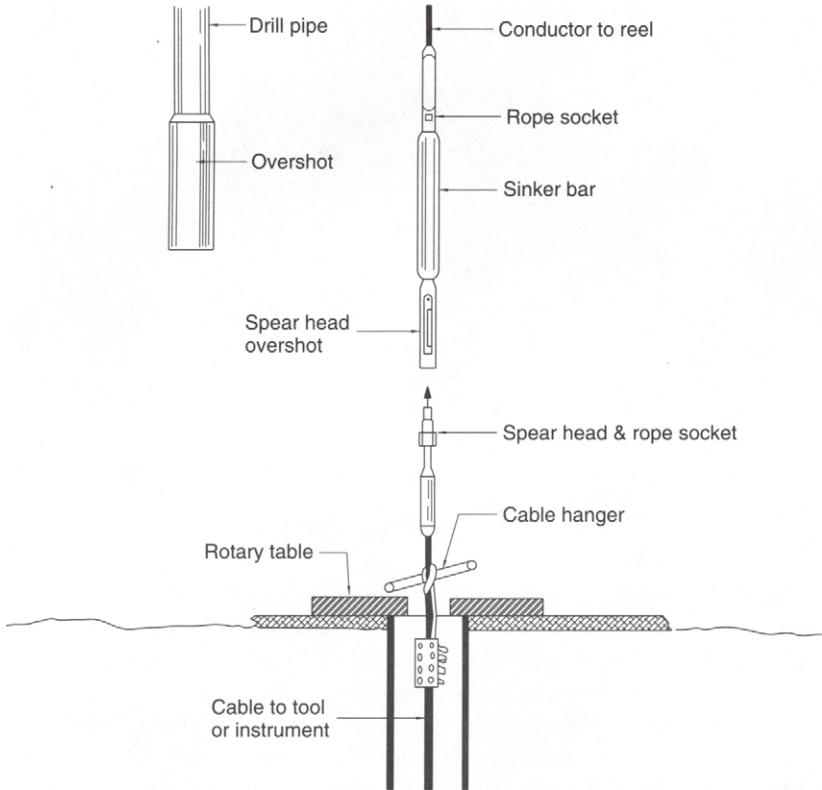 Drill pipe
Conductor to reel
Rope socket
Overshot
Sinker bar
Spear head
overshot
Spear head & rope socket
Cable hanger
Rotary table
Cable to tool
or instrument